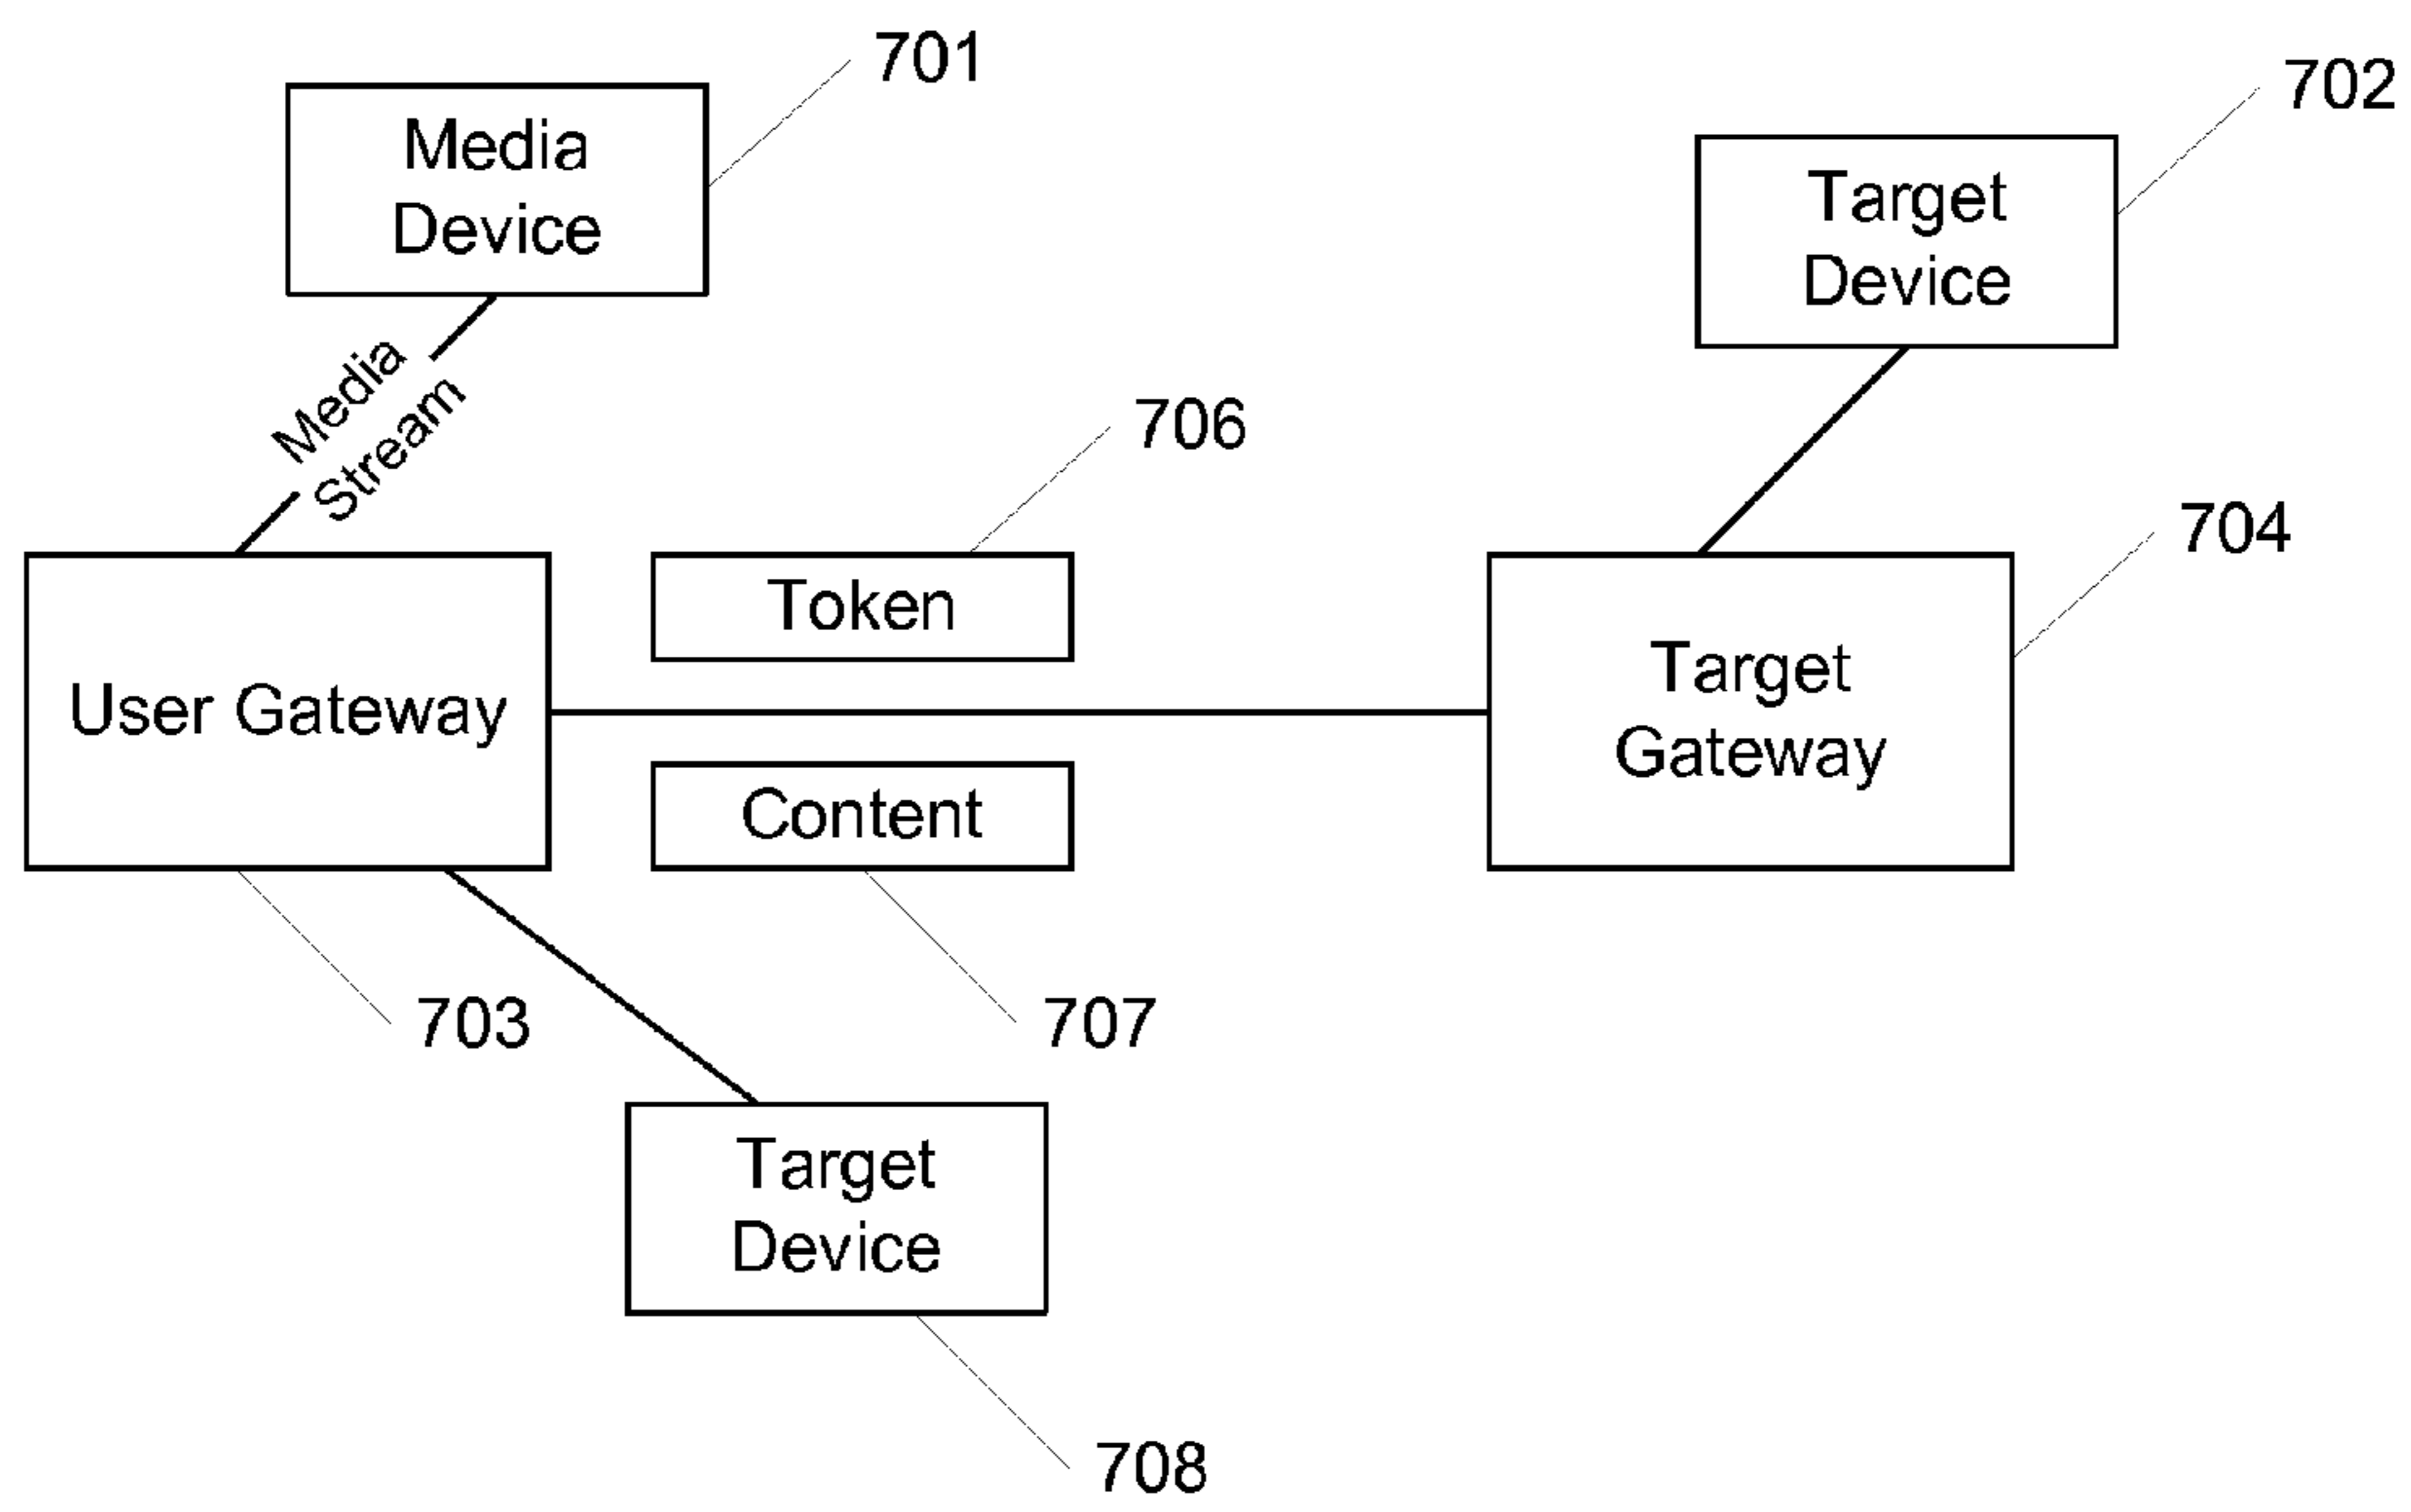 701
Media
Device
702
Target
Device
Media
Stream
706
Token
704
User Gateway
Target
Gateway
Content
703
707
Target
Device
708